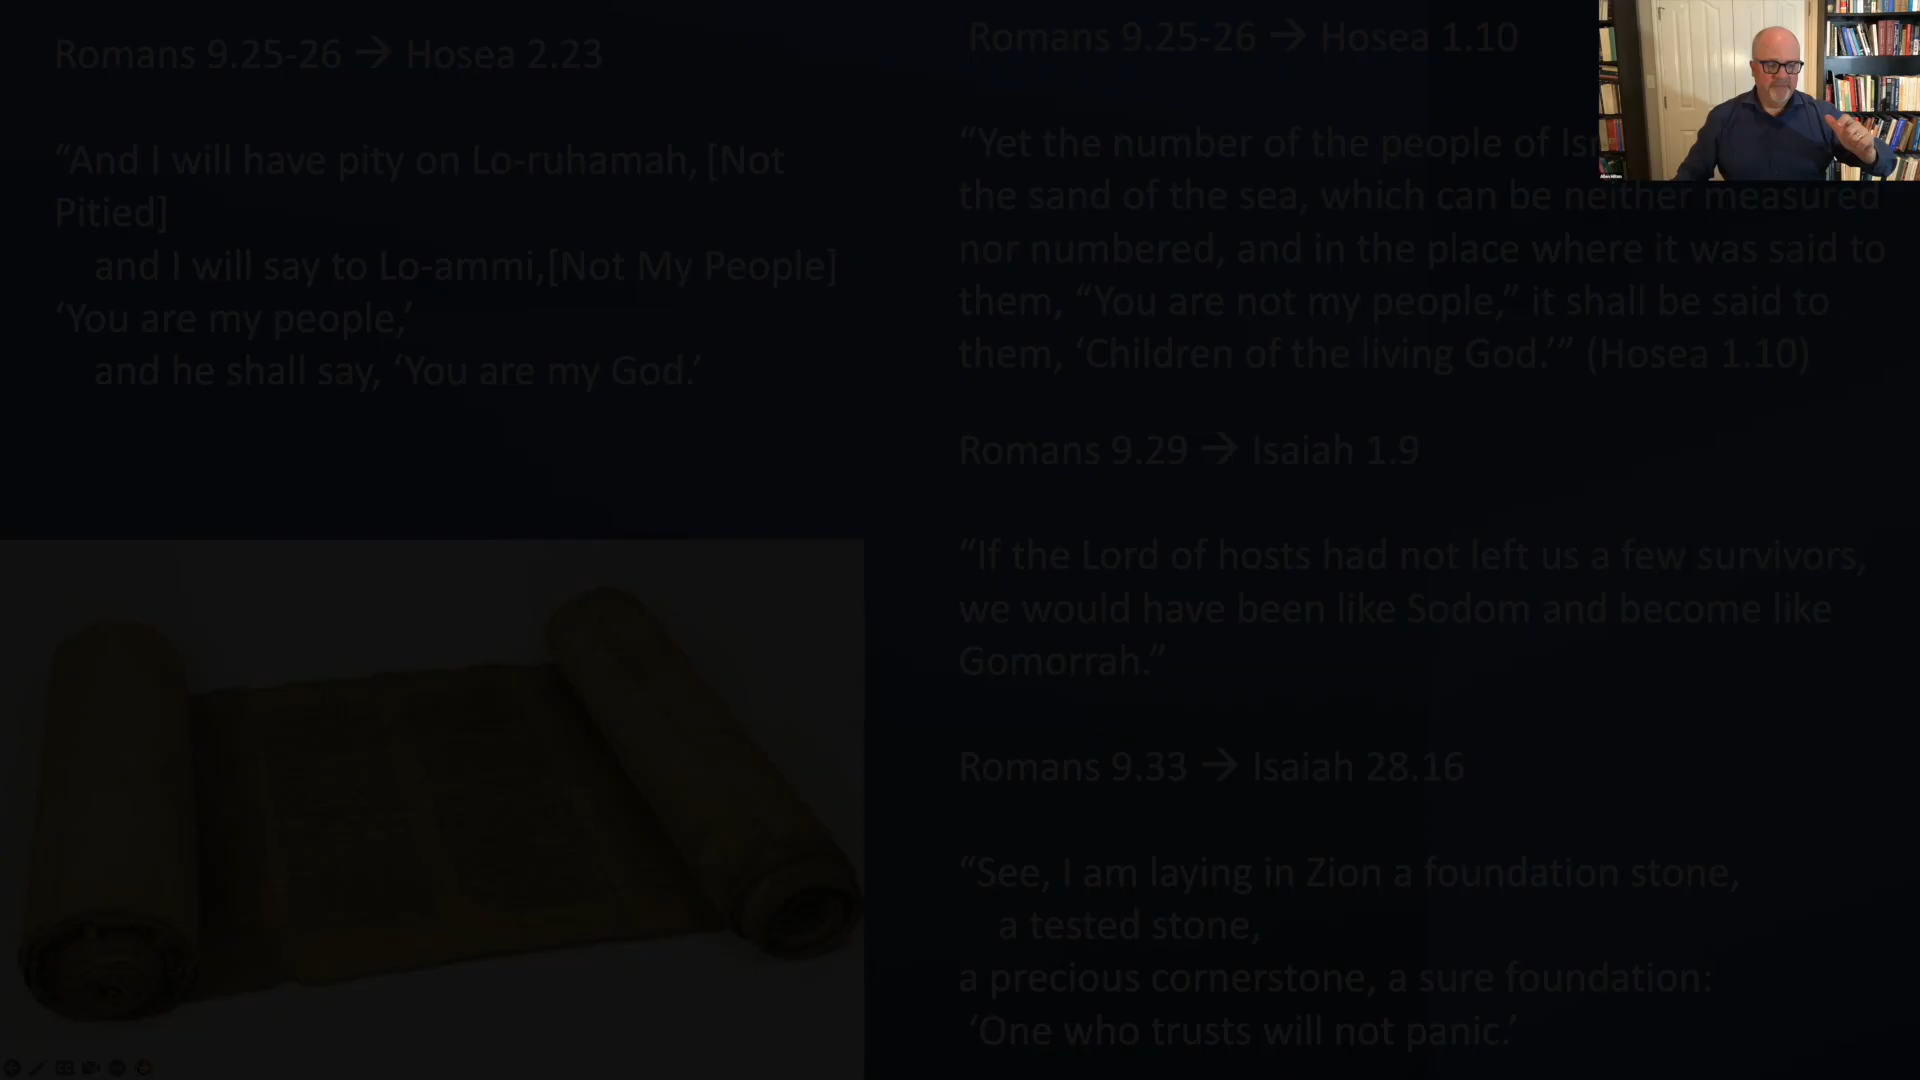 Romans 9.25-26 → Hosea 2.23
“And I will have pity on Lo-ruhamah, [Not
Pitied]
and I will say to Lo-ammi,[Not My People]
‘You are my people,’
and he shall say, ‘You are my God.’
Romans 9.25-26 → Hosea 1.10
“Yet the number of the people of
the sand of the sea, which can be neither measured
nor numbered, and in the place where it was said to
them, “You are not my people,” it shall be said to
them, ‘Children of the living God.’” (Hosea 1.10)
Romans 9.29 → Isaiah 1.9
“If the Lord of hosts had not left us a few survivors,
we would have been like Sodom and become like
Gomorrah.”
Romans 9.33 → Isaiah 28.16
“See, I am laying in Zion a foundation stone,
a tested stone,
a precious cornerstone, a sure foundation:
‘One who trusts will not panic.’